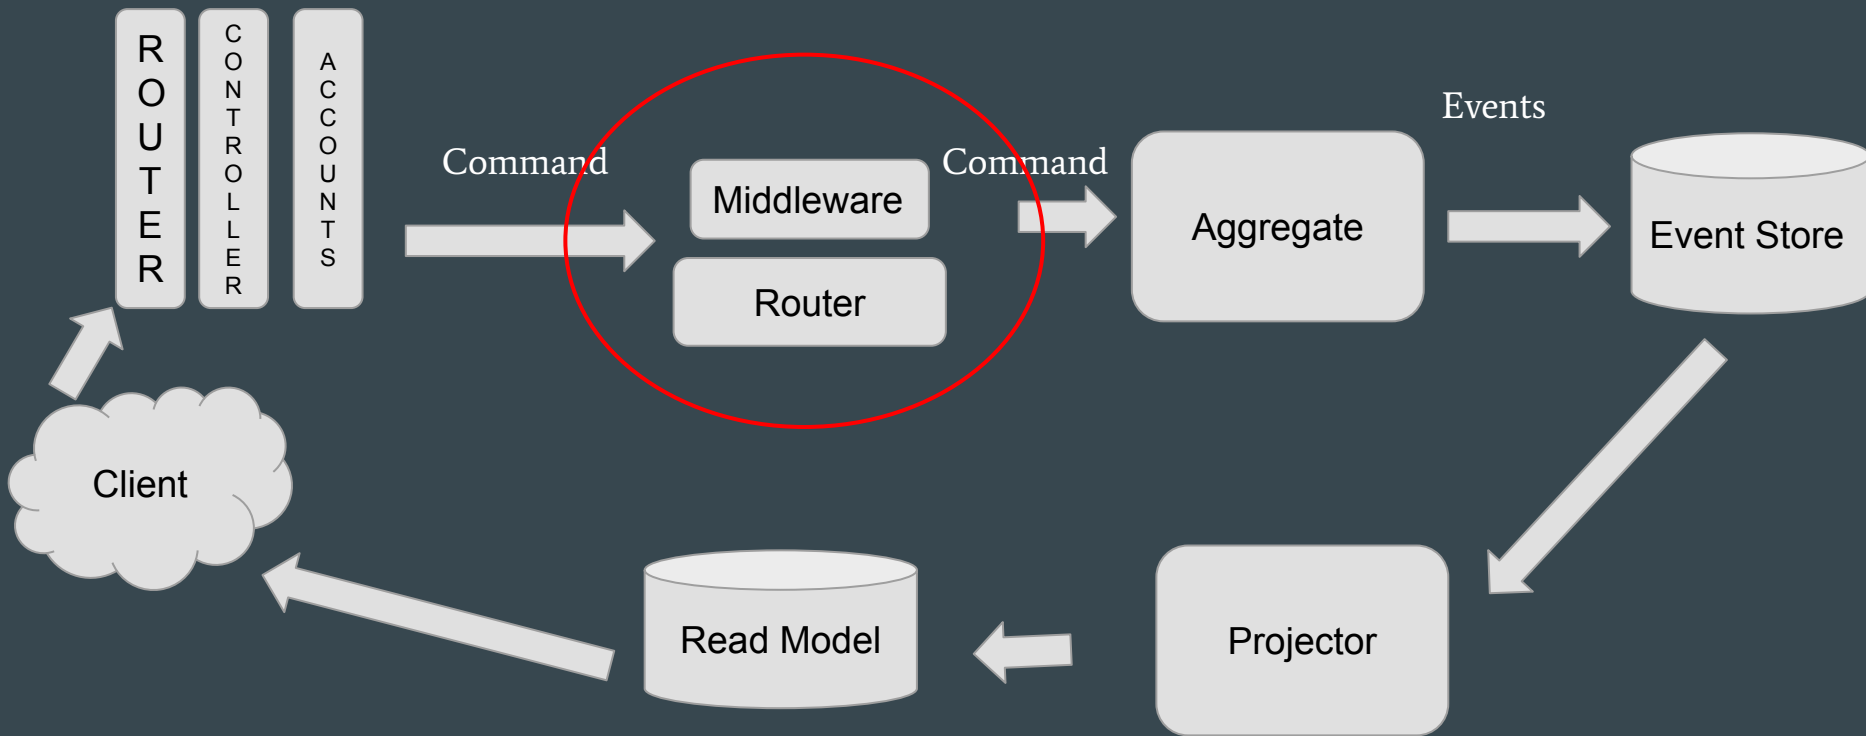 ROUTER
CONTROLLER
ACCOUNTS
Command
Middleware
Router
Command
Aggregate
Events
Event Store
Client
Read Model
Projector